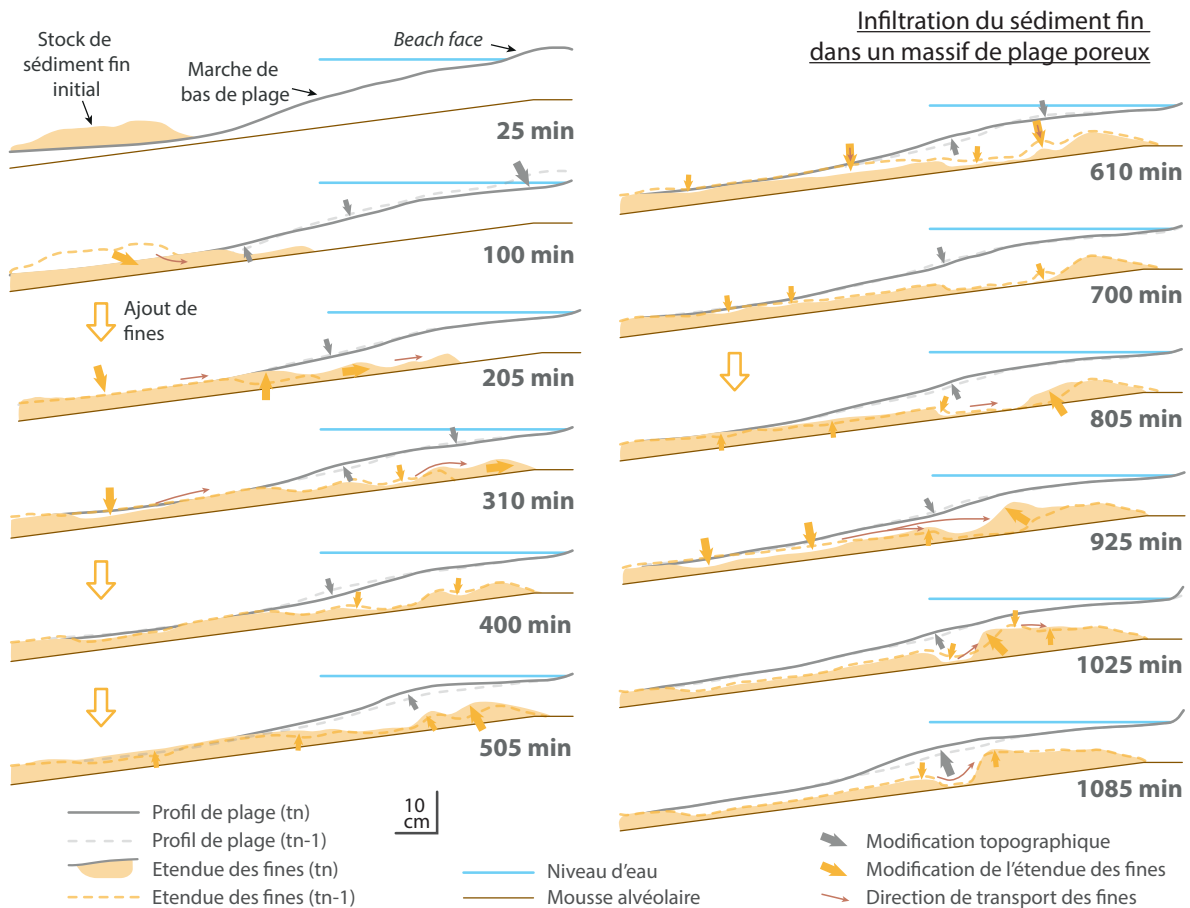 Infiltration du sédiment fin
dans un massif de plage poreux
Stock de
sédiment fin
initial
Marche de
bas de plage
Beach face
25 min
100 min
Ajout de
fines
205 min
310 min
400 min
505 min
610 min
700 min
805 min
925 min
1025 min
1085 min
10
cm
Profil de plage (tn)
Profil de plage (tn-1)
Etendue des fines (tn)
Etendue des fines (tn-1)
Niveau d'eau
Mousse alvéolaire
Modification topographique
Modification de l'étendue des fines
Direction de transport des fines